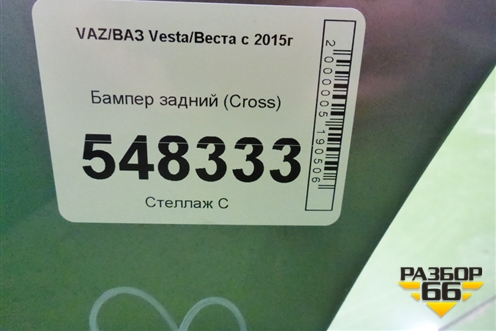 VAZ/ВАЗ Vesta/Веста с 2015г
Бампер задний (Cross)
548333
Стеллаж С
2000005190506
РАЗБОР
66